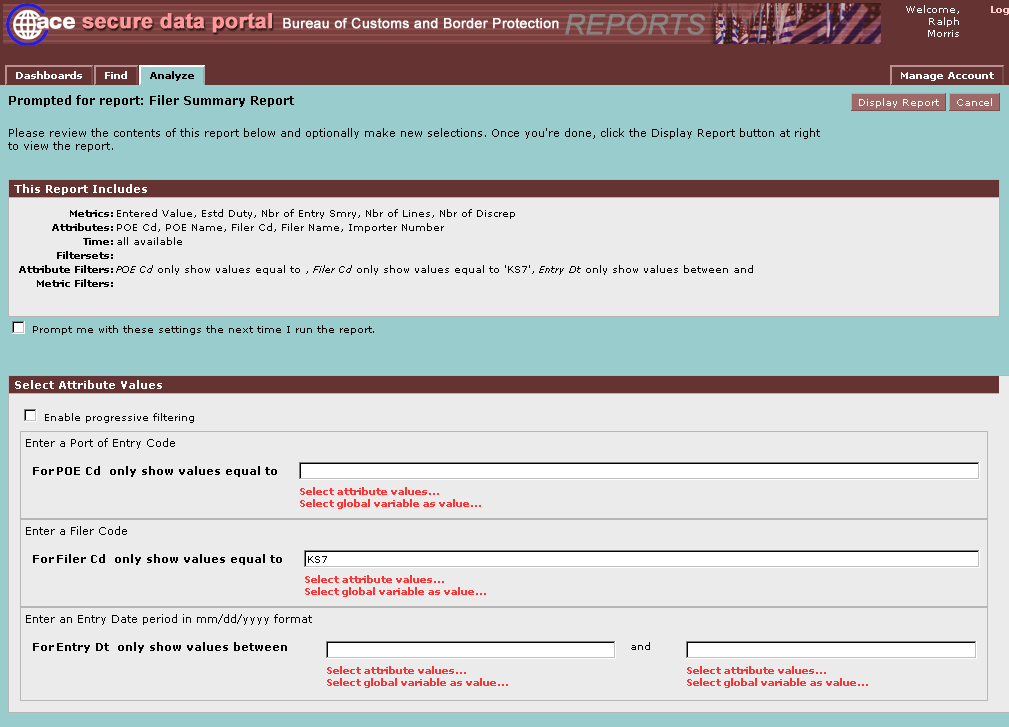 ace secure data portal Bureau of Customs and Border Protection REPORTS
Welcome, Log
Ralph
Morris
Dashboards Find Analyze Manage Account
Prompted for report: Filer Summary Report Display Report Cancel
Please review the contents of this report below and optionally make new selections. Once you're done, click the Display Report button at right
to view the report.
This Report Includes
Metrics: Entered Value, Estd Duty, Nbr of Entry Smry, Nbr of Lines, Nbr of Discrep
Attributes: POE Cd, POE Name, Filer Cd, Filer Name, Importer Number
Time: all available
Filtersets:
Attribute Filters: POE Cd only show values equal to , Filer Cd only show values equal to 'KS7', Entry Dt only show values between and
Metric Filters:
Prompt me with these settings the next time I run the report.
Select Attribute Values
Enable progressive filtering
Enter a Port of Entry Code
For POE Cd only show values equal to
Select attribute values...
Select global variable as value...
Enter a Filer Code
For Filer Cd only show values equal to KS7
Select attribute values...
Select global variable as value...
Enter an Entry Date period in mm/dd/yyyy format
For Entry Dt only show values between and
Select attribute values... Select attribute values...
Select global variable as value... Select global variable as value...